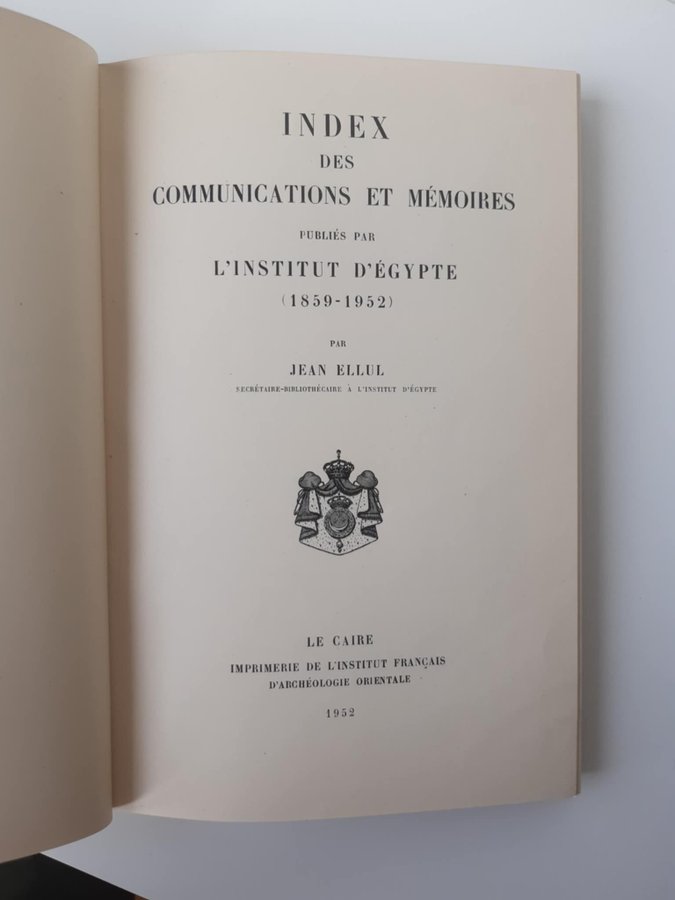 INDEX
DES
COMMUNICATIONS ET MÉMOIRES
PUBLIÉS PAR
L'INSTITUT D'ÉGYPTE
(1859-1952)
PAR
JEAN ELLUL
SECRÉTAIRE-BIBLIOTHÉCAIRE À L'INSTITUT D'ÉGYPTE
LE CAIRE
IMPRIMERIE DE L'INSTITUT FRANÇAIS
D'ARCHÉOLOGIE ORIENTALE
1952